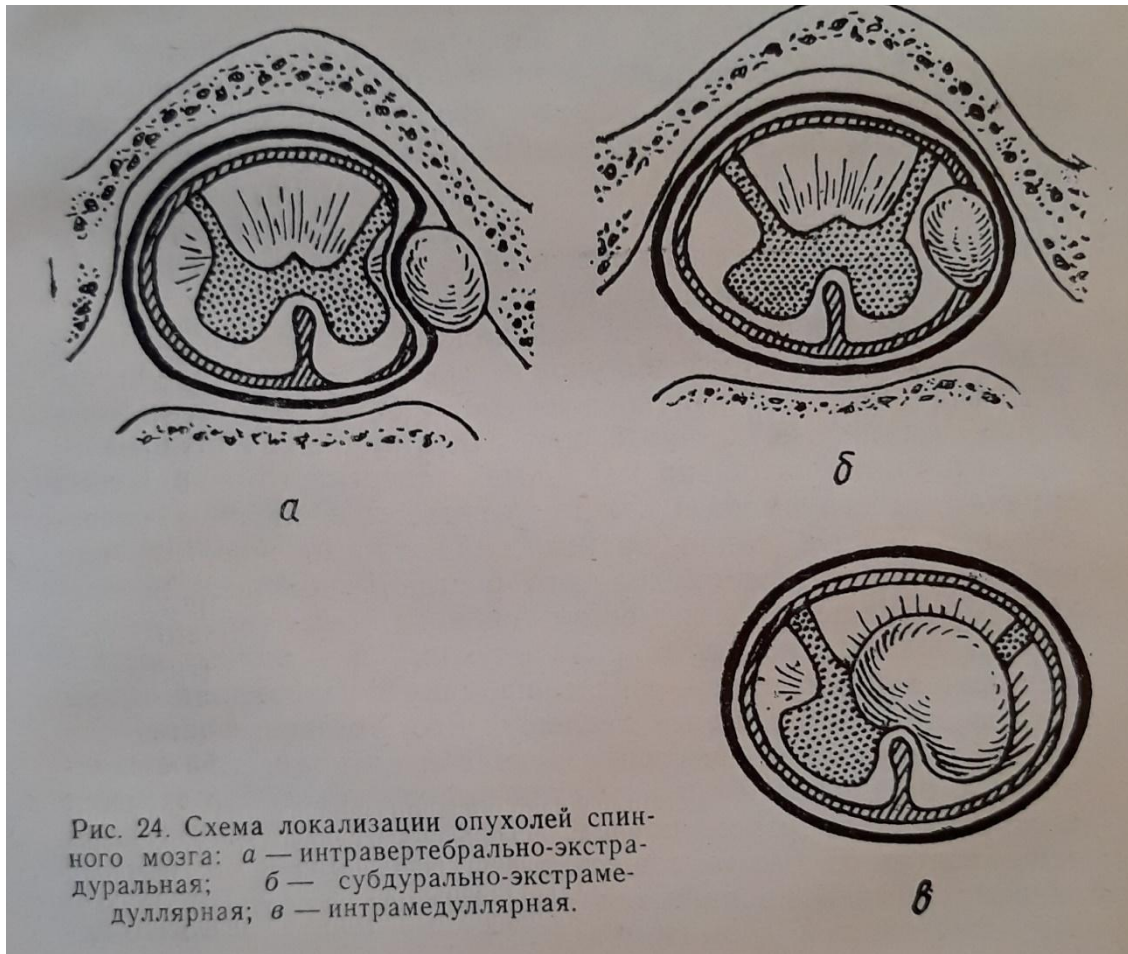 а
б
в
Рис. 24. Схема локализации опухолей спин-
ного мозга: а — интравертебрально-экстра-
дуральная; б — субдурально-экстраме-
дуллярная; в — интрамедуллярная.